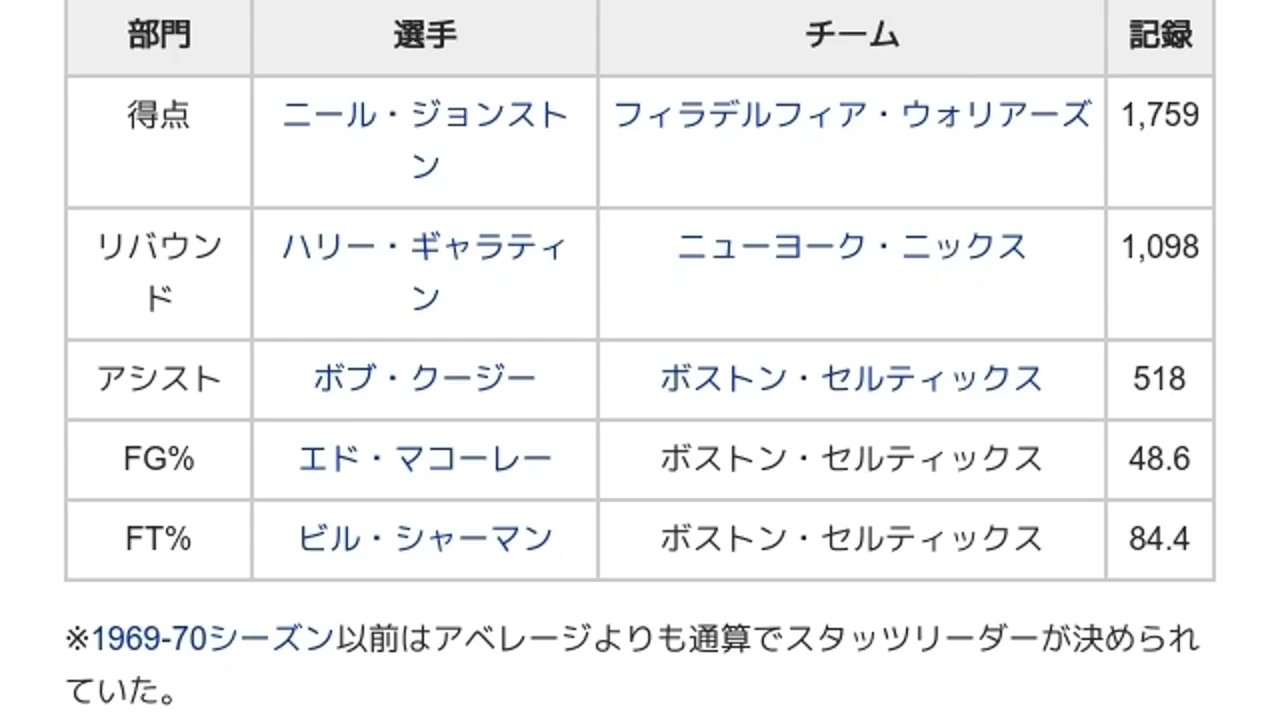 部門 選手 チーム 記録
得点 ニール・ジョンスト フィラデルフィア・ウォリアーズ 1,759
ン
リバウン ハリー・ギャラティ ニューヨーク・ニックス 1,098
ド ン
アシスト ボブ・クージー ボストン・セルティックス 518
FG% エド・マコーレー ボストン・セルティックス 48.6
FT% ビル・シャーマン ボストン・セルティックス 84.4
※1969-70シーズン以前はアベレージよりも通算でスタッツリーダーが決められ
ていた。